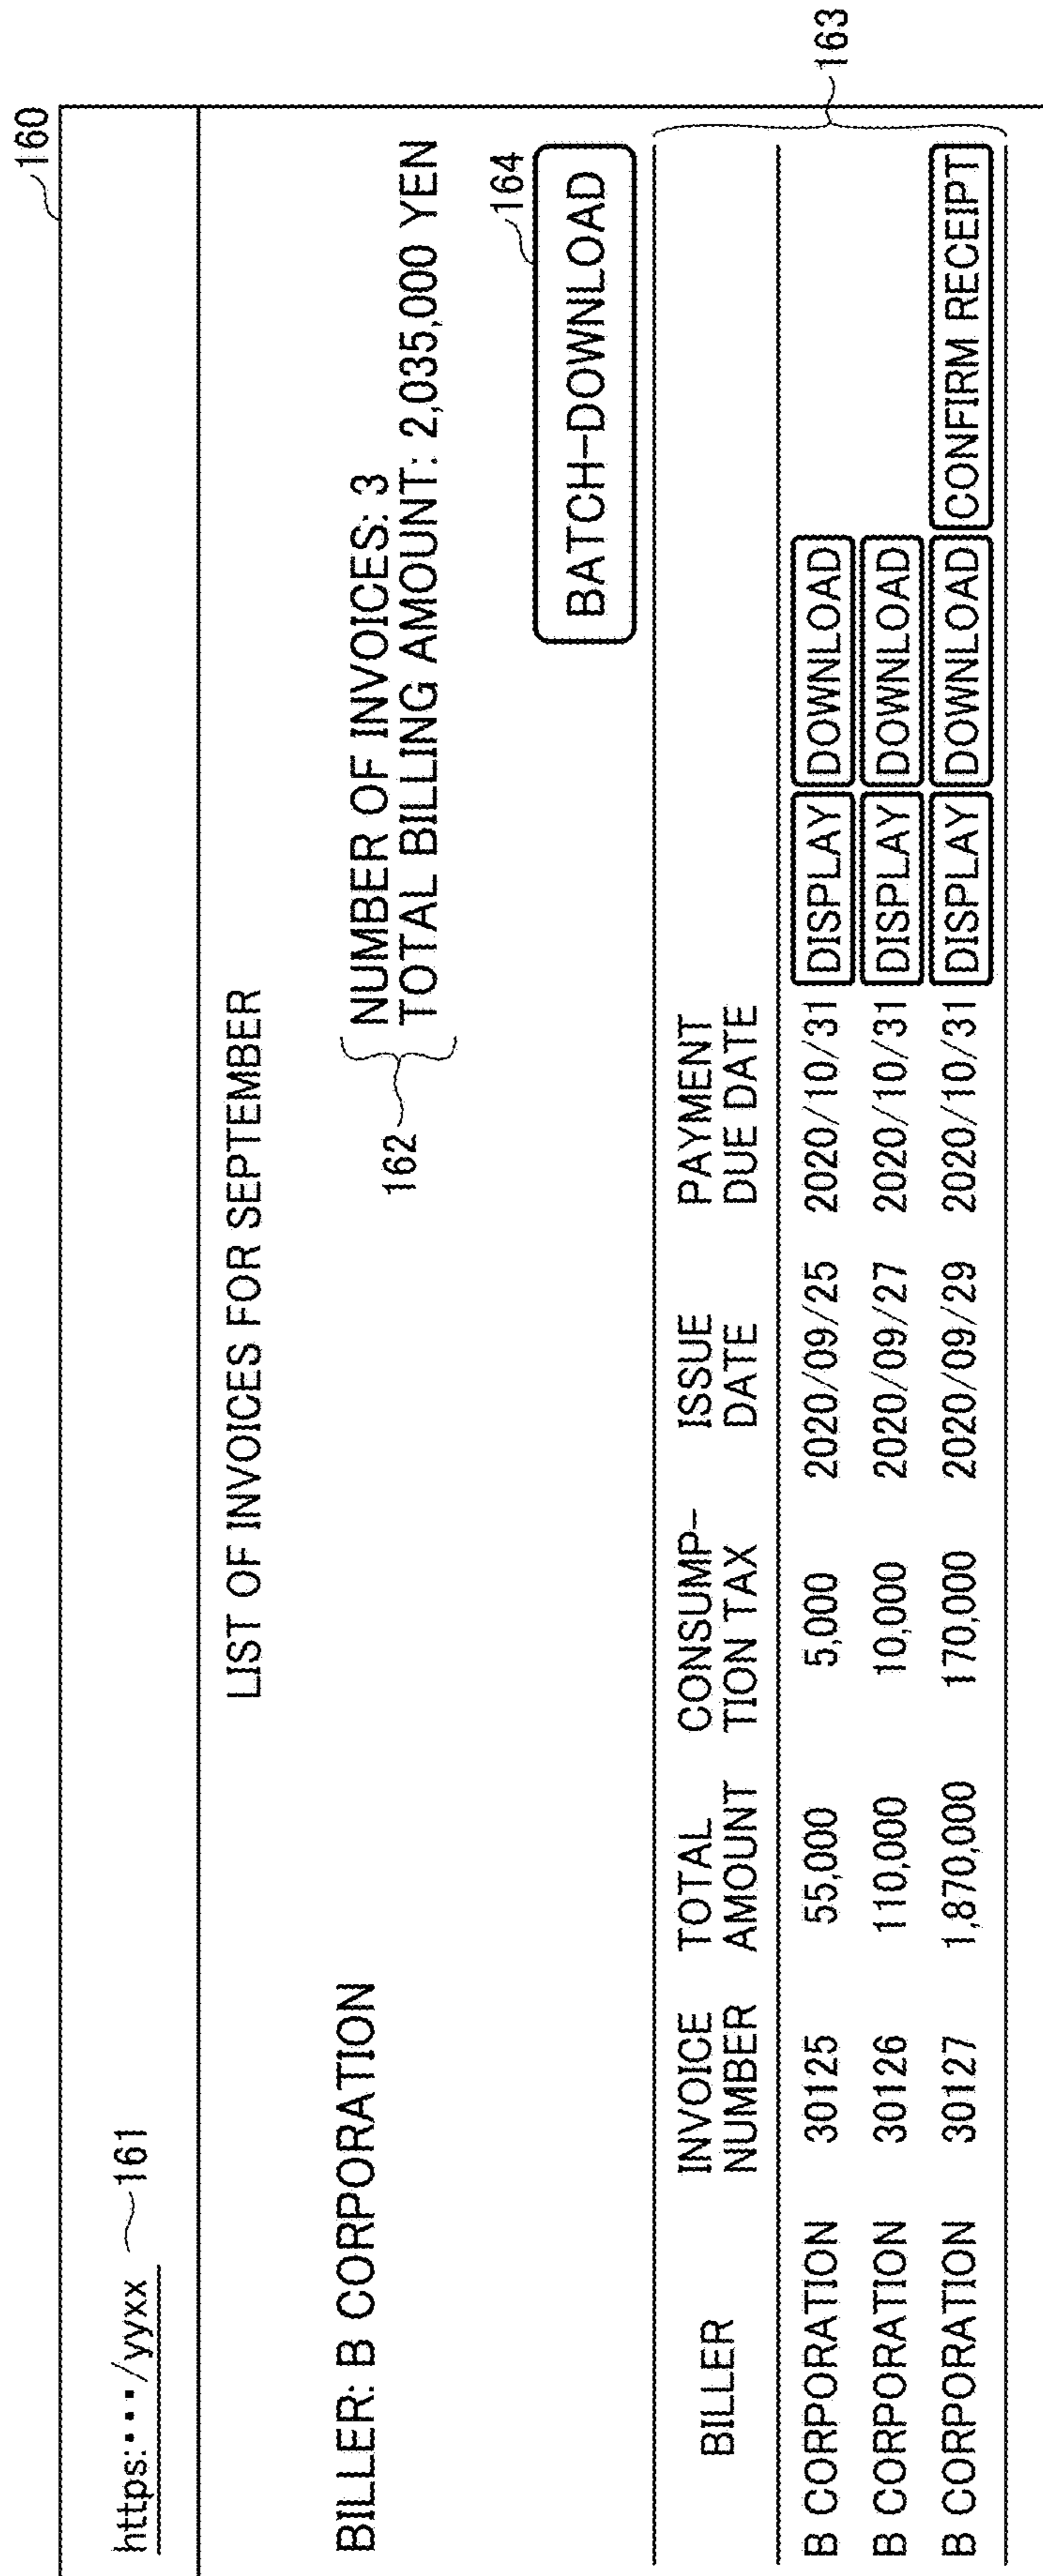 160
https:・・・/yyxx 161
LIST OF INVOICES FOR SEPTEMBER
BILLER: B CORPORATION
162
NUMBER OF INVOICES: 3
TOTAL BILLING AMOUNT: 2,035,000 YEN
164
BATCH-DOWNLOAD
BILLER INVOICE NUMBER TOTAL AMOUNT CONSUMP-TION TAX ISSUE DATE PAYMENT DUE DATE
B CORPORATION 30125 55,000 5,000 2020/09/25 2020/10/31 DISPLAY DOWNLOAD
B CORPORATION 30126 110,000 10,000 2020/09/27 2020/10/31 DISPLAY DOWNLOAD
B CORPORATION 30127 1,870,000 170,000 2020/09/29 2020/10/31 DISPLAY DOWNLOAD CONFIRM RECEIPT
163